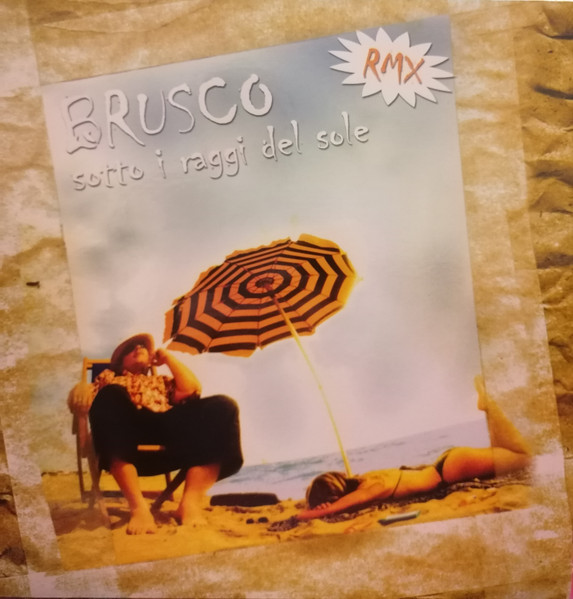 BRUSCO
sotto i raggi del sole
RMX